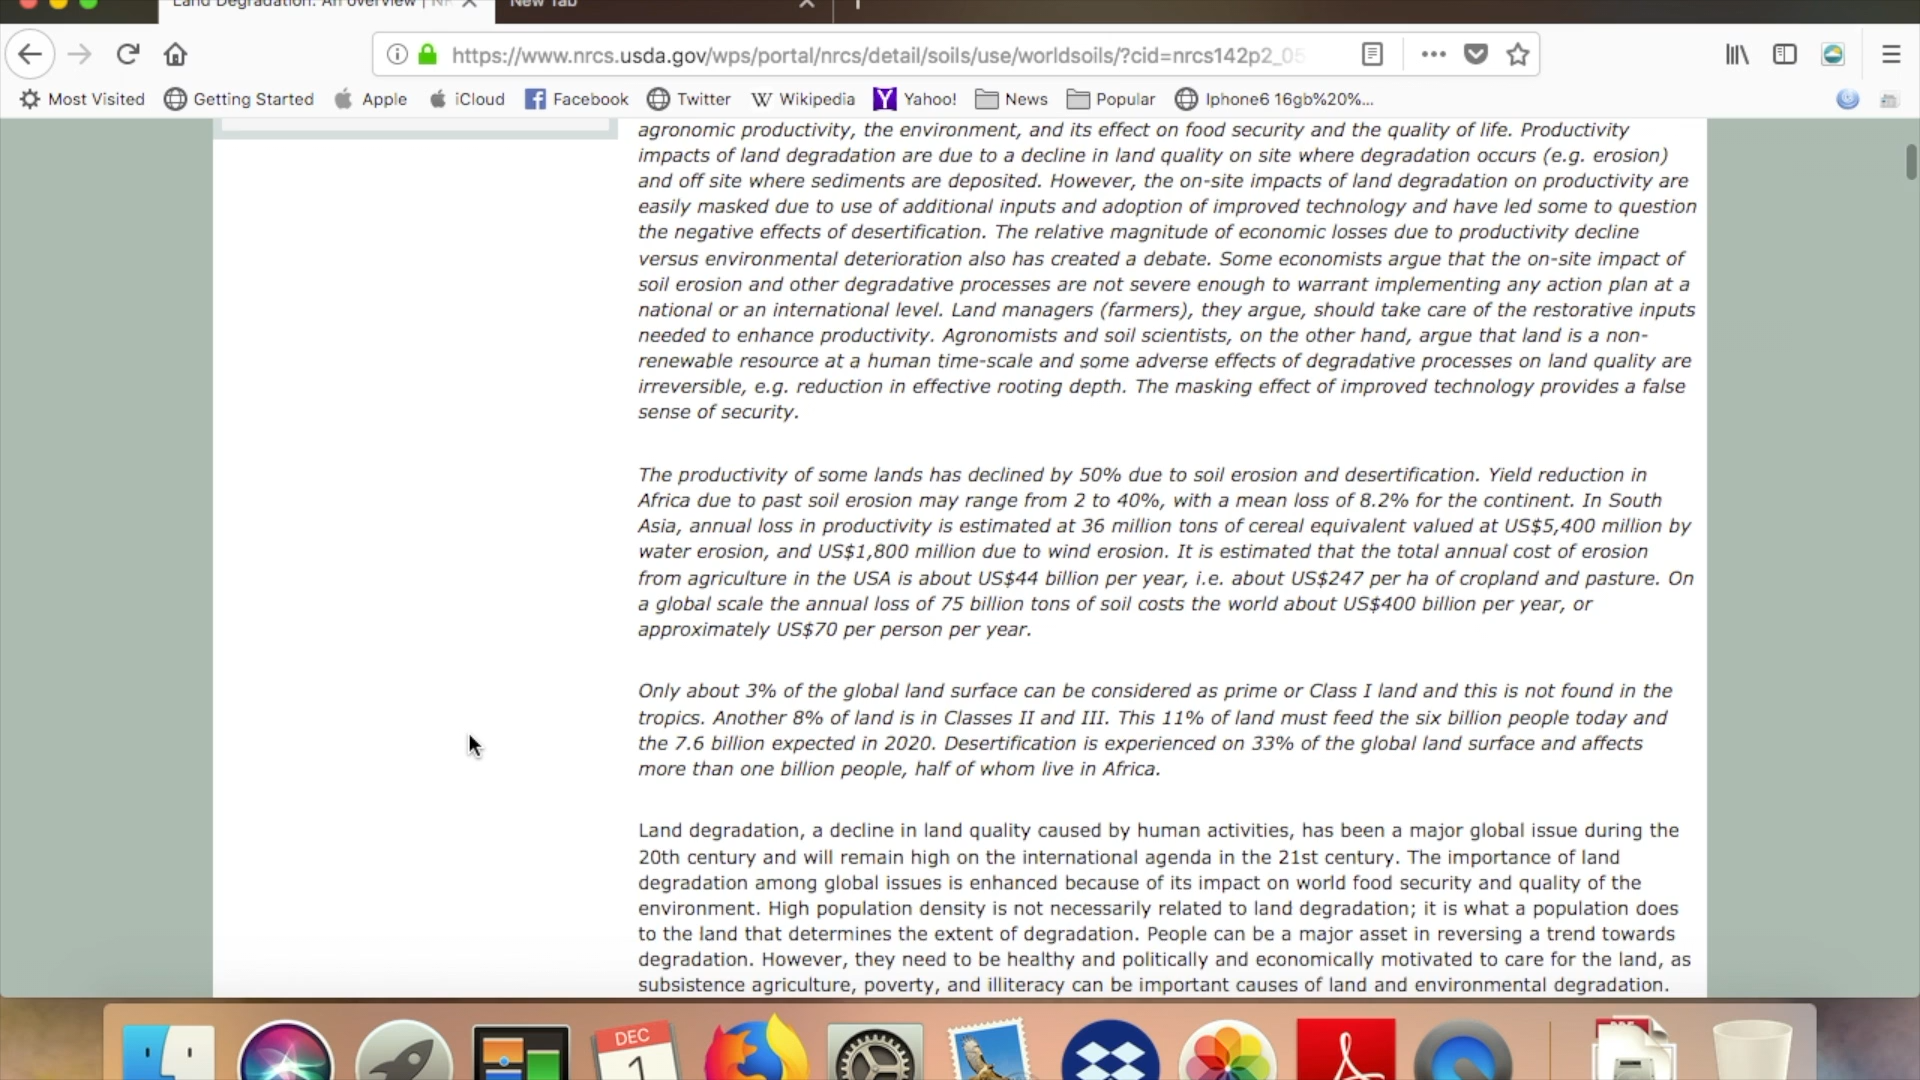 Land Degradation: An overview | NR
New Tab
https://www.nrcs.usda.gov/wps/portal/nrcs/detail/soils/use/worldsoils/?cid=nrcs142p2_05
Most Visited Getting Started Apple iCloud Facebook Twitter Wikipedia Yahoo! News Popular Iphone6 16gb%20%...
agronomic productivity, the environment, and its effect on food security and the quality of life. Productivity
impacts of land degradation are due to a decline in land quality on site where degradation occurs (e.g. erosion)
and off site where sediments are deposited. However, the on-site impacts of land degradation on productivity are
easily masked due to use of additional inputs and adoption of improved technology and have led some to question
the negative effects of desertification. The relative magnitude of economic losses due to productivity decline
versus environmental deterioration also has created a debate. Some economists argue that the on-site impact of
soil erosion and other degradative processes are not severe enough to warrant implementing any action plan at a
national or an international level. Land managers (farmers), they argue, should take care of the restorative inputs
needed to enhance productivity. Agronomists and soil scientists, on the other hand, argue that land is a non-
renewable resource at a human time-scale and some adverse effects of degradative processes on land quality are
irreversible, e.g. reduction in effective rooting depth. The masking effect of improved technology provides a false
sense of security.
The productivity of some lands has declined by 50% due to soil erosion and desertification. Yield reduction in
Africa due to past soil erosion may range from 2 to 40%, with a mean loss of 8.2% for the continent. In South
Asia, annual loss in productivity is estimated at 36 million tons of cereal equivalent valued at US$5,400 million by
water erosion, and US$1,800 million due to wind erosion. It is estimated that the total annual cost of erosion
from agriculture in the USA is about US$44 billion per year, i.e. about US$247 per ha of cropland and pasture. On
a global scale the annual loss of 75 billion tons of soil costs the world about US$400 billion per year, or
approximately US$70 per person per year.
Only about 3% of the global land surface can be considered as prime or Class I land and this is not found in the
tropics. Another 8% of land is in Classes II and III. This 11% of land must feed the six billion people today and
the 7.6 billion expected in 2020. Desertification is experienced on 33% of the global land surface and affects
more than one billion people, half of whom live in Africa.
Land degradation, a decline in land quality caused by human activities, has been a major global issue during the
20th century and will remain high on the international agenda in the 21st century. The importance of land
degradation among global issues is enhanced because of its impact on world food security and quality of the
environment. High population density is not necessarily related to land degradation; it is what a population does
to the land that determines the extent of degradation. People can be a major asset in reversing a trend towards
degradation. However, they need to be healthy and politically and economically motivated to care for the land, as
subsistence agriculture, poverty, and illiteracy can be important causes of land and environmental degradation.
DEC
1